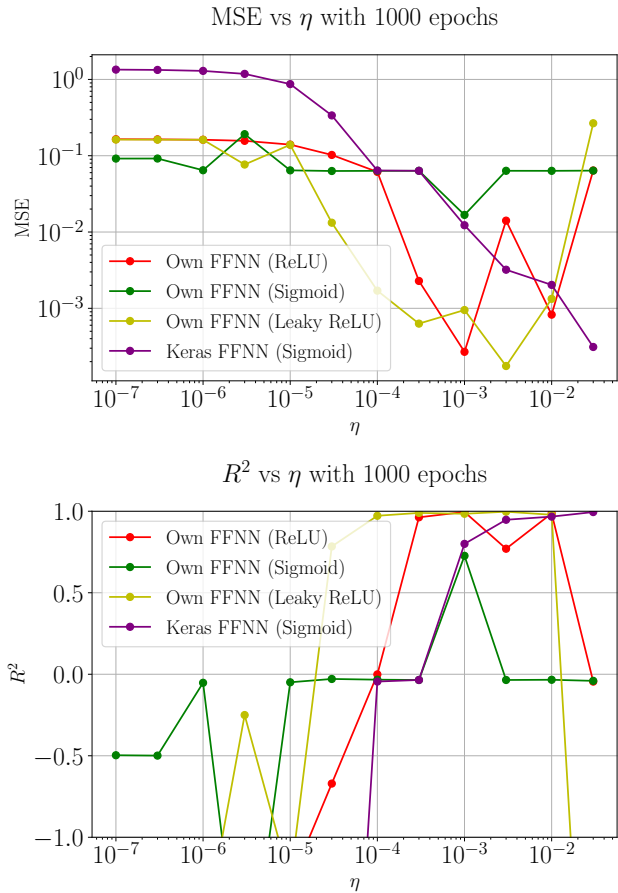 MSE vs η with 1000 epochs
10⁰
10⁻¹
10⁻²
10⁻³
MSE
Own FFNN (ReLU)
Own FFNN (Sigmoid)
Own FFNN (Leaky ReLU)
Keras FFNN (Sigmoid)
10⁻⁷ 10⁻⁶ 10⁻⁵ 10⁻⁴ 10⁻³ 10⁻²
η
R² vs η with 1000 epochs
1.0
0.5
0.0
−0.5
−1.0
R²
Own FFNN (ReLU)
Own FFNN (Sigmoid)
Own FFNN (Leaky ReLU)
Keras FFNN (Sigmoid)
10⁻⁷ 10⁻⁶ 10⁻⁵ 10⁻⁴ 10⁻³ 10⁻²
η